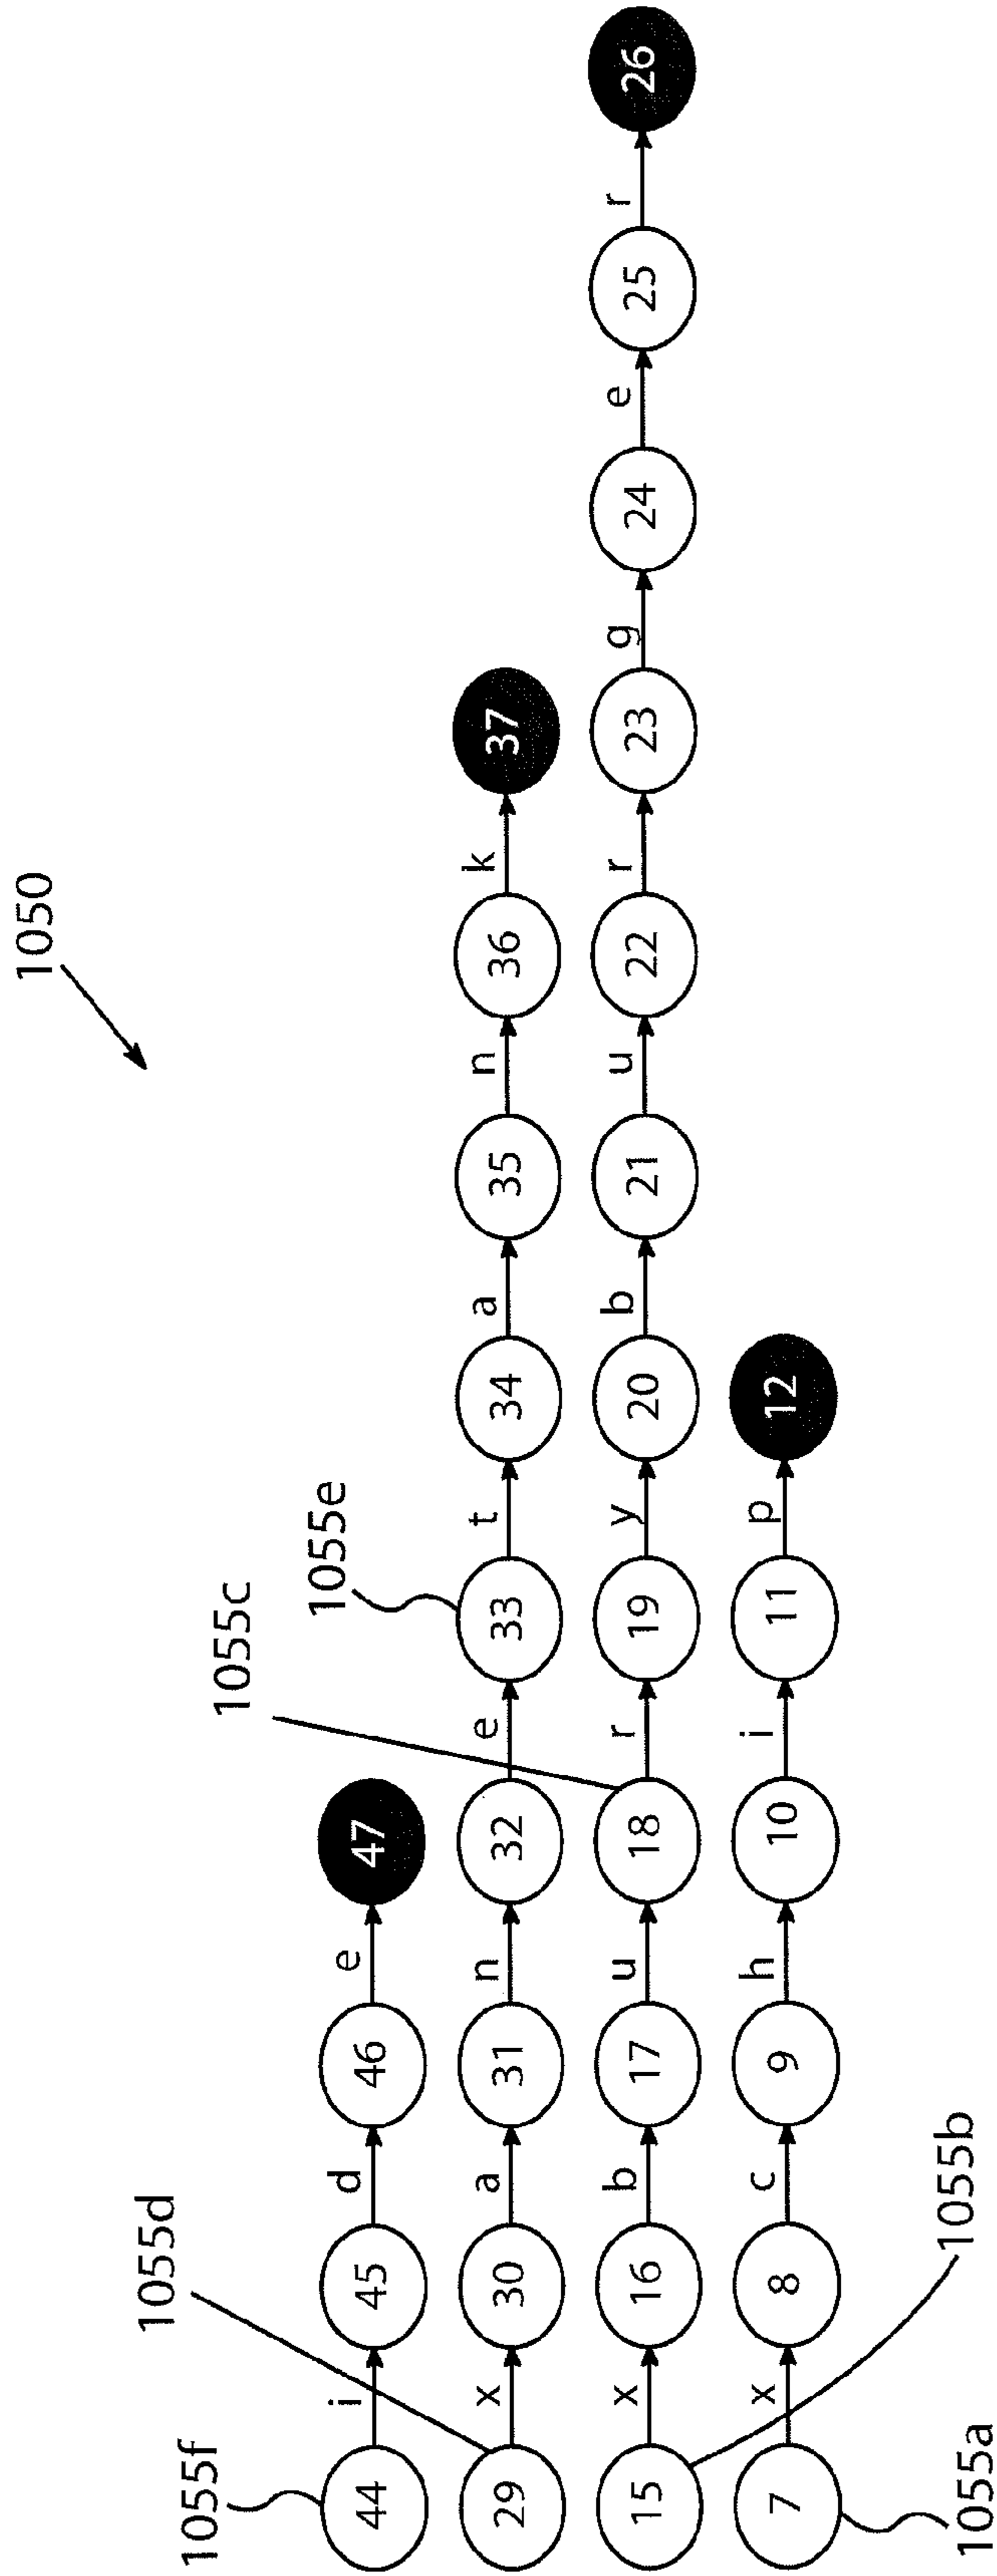 1050
1055f 1055d 1055c 1055e
44 i 45 d 46 e 47
29 x 30 a 31 n 32 e 33 t 34 a 35 n 36 k 37
15 x 16 b 17 u 18 r 19 y 20 b 21 u 22 r 23 g 24 e 25 r 26
7 x 8 c 9 h 10 i 11 p 12
1055a 1055b